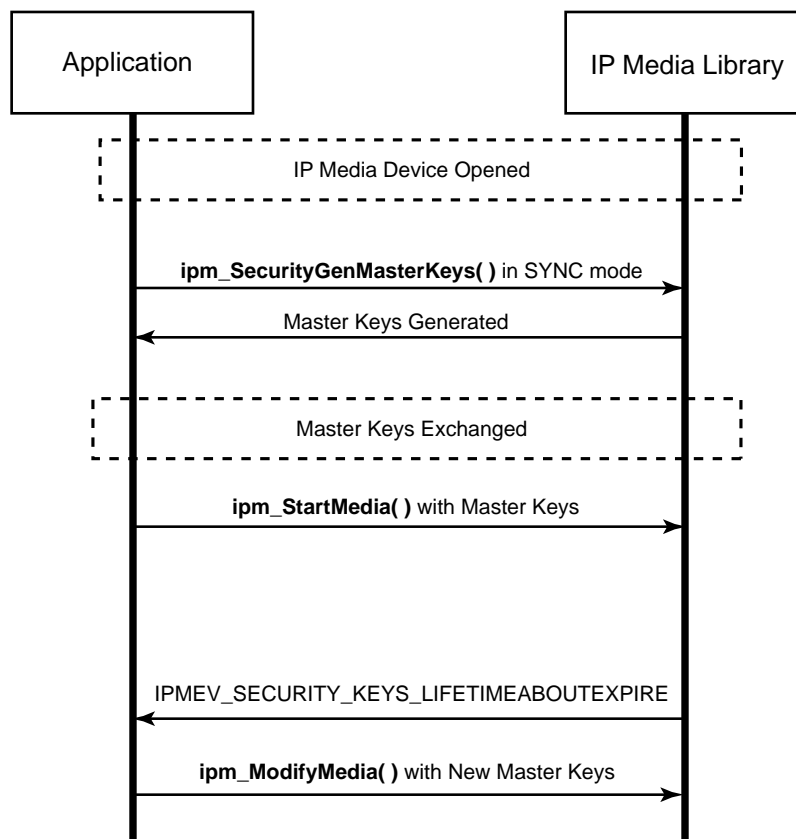 Application
IP Media Library
IP Media Device Opened
ipm_SecurityGenMasterKeys( ) in SYNC mode
Master Keys Generated
Master Keys Exchanged
ipm_StartMedia( ) with Master Keys
IPMEV_SECURITY_KEYS_LIFETIMEABOUTEXPIRE
ipm_ModifyMedia( ) with New Master Keys